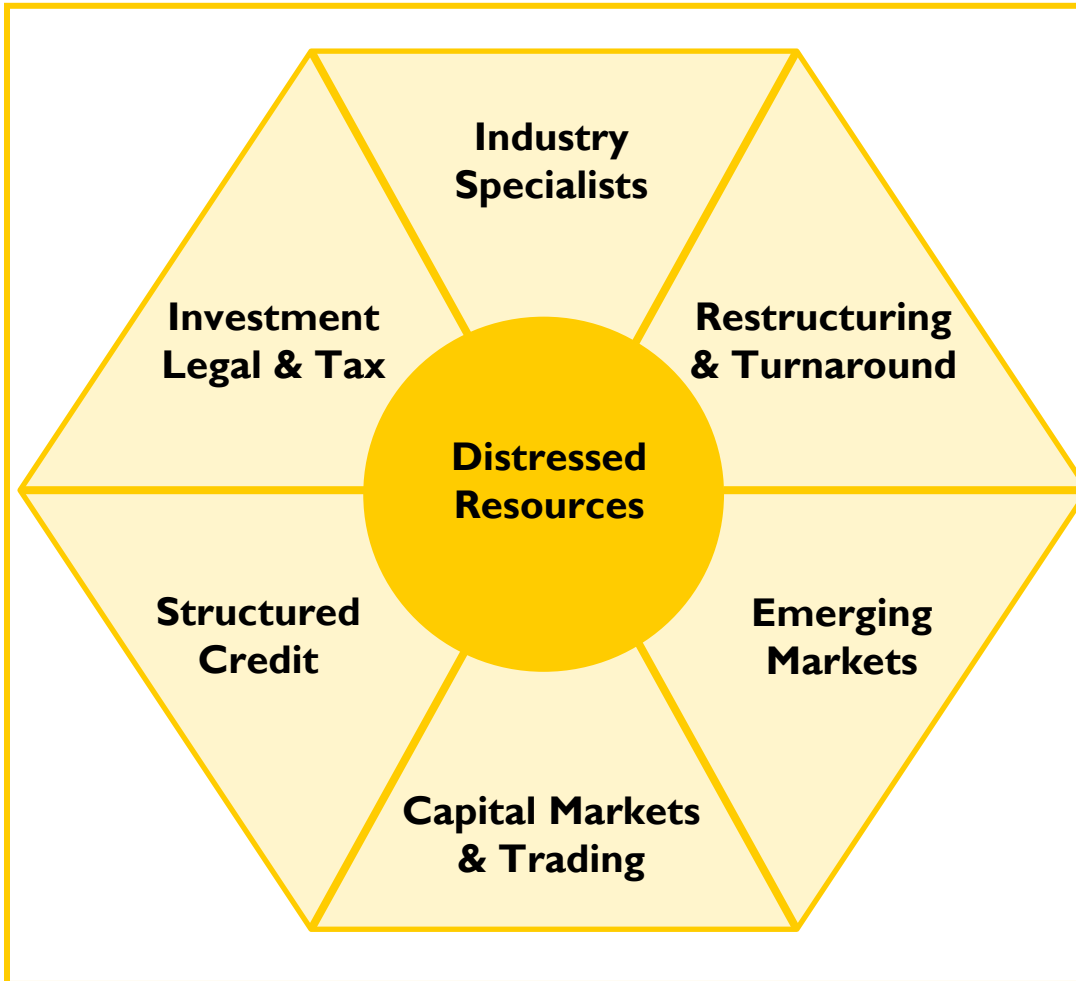 Industry
Specialists
Investment
Legal & Tax
Restructuring
& Turnaround
Distressed
Resources
Structured
Credit
Emerging
Markets
Capital Markets
& Trading